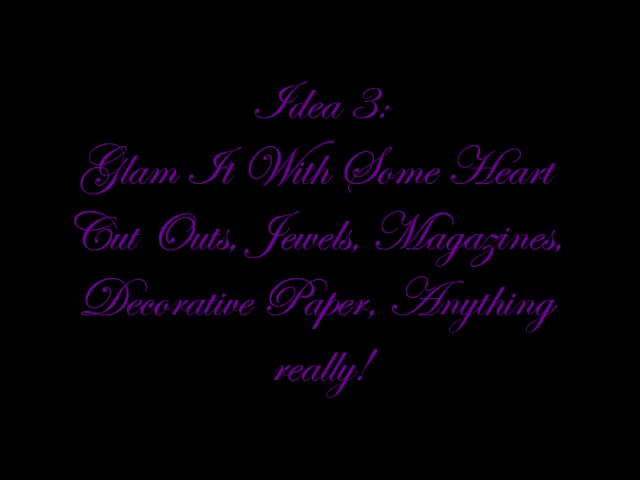 Idea 3:
Glam It With Some Heart
Cut Outs, Jewels, Magazines,
Decorative Paper, Anything
really!